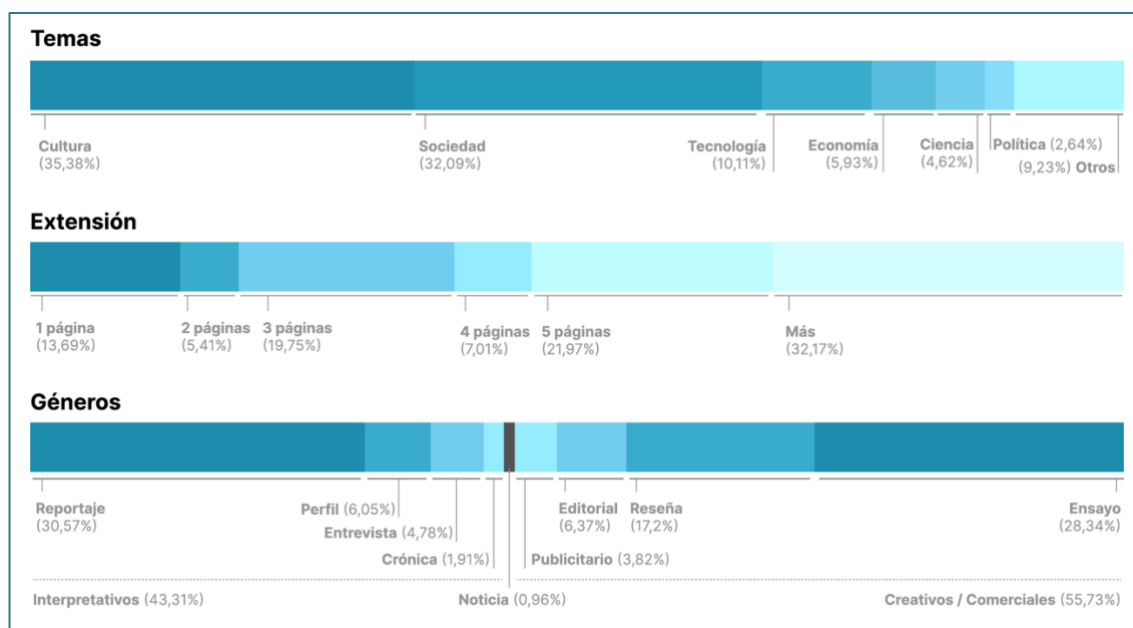 Temas
Cultura
(35,38%)
Sociedad
(32,09%)
Tecnología
(10,11%)
Economía
(5,93%)
Ciencia
(4,62%)
Política (2,64%)
(9,23%) Otros
Extensión
1 página
(13,69%)
2 páginas
(5,41%)
3 páginas
(19,75%)
4 páginas
(7,01%)
5 páginas
(21,97%)
Más
(32,17%)
Géneros
Reportaje
(30,57%)
Perfil (6,05%)
Entrevista (4,78%)
Crónica (1,91%)
Publicitario (3,82%)
Editorial
(6,37%)
Reseña
(17,2%)
Ensayo
(28,34%)
Interpretativos (43,31%)
Noticia (0,96%)
Creativos / Comerciales (55,73%)